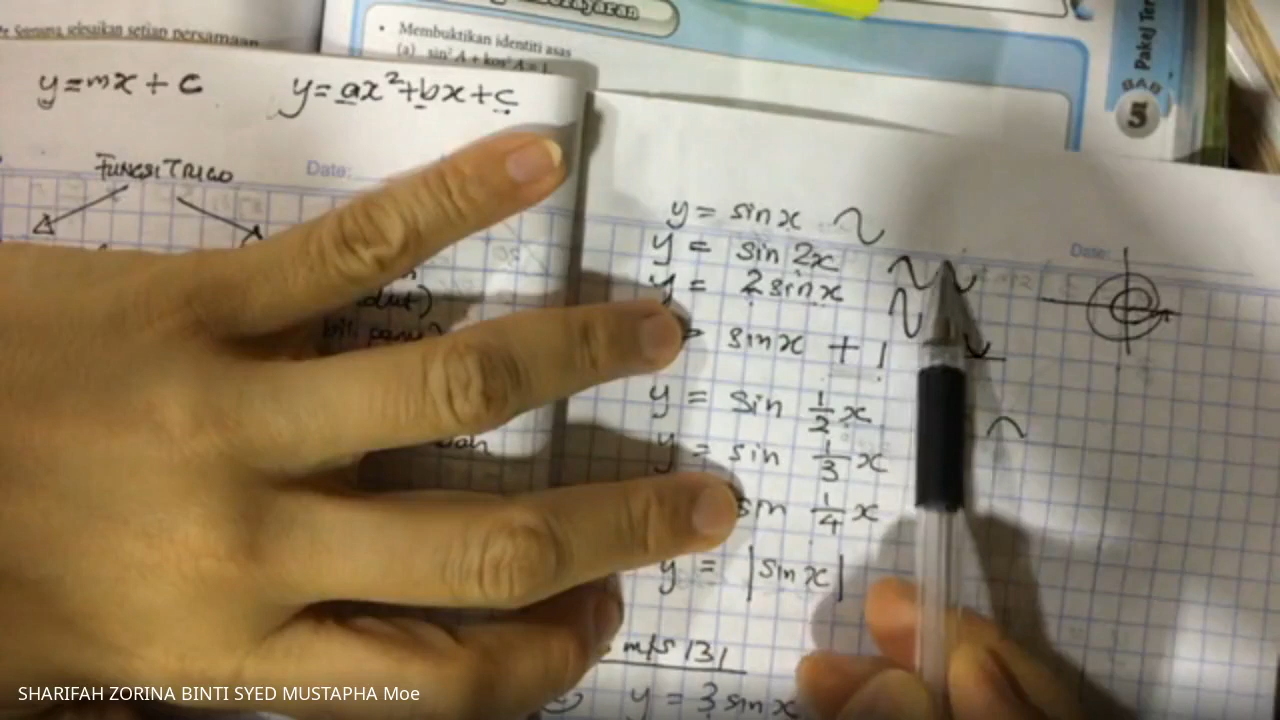 Membuktikan identiti asas
(a) sin² A + kos² A = 1
setiap persamaan
Pakej
BAB
5
y = mx + c
y = ax² + bx + c
FUNGSI TRIGO
Date:
Date:
y = sin x
y = sin 2x
y = 2 sin x
= sin x + 1
y = sin 1/2 x
y = sin 1/3 x
sin 1/4 x
y = |sin x|
m/s 131
y = 3 sin x
SHARIFAH ZORINA BINTI SYED MUSTAPHA Moe